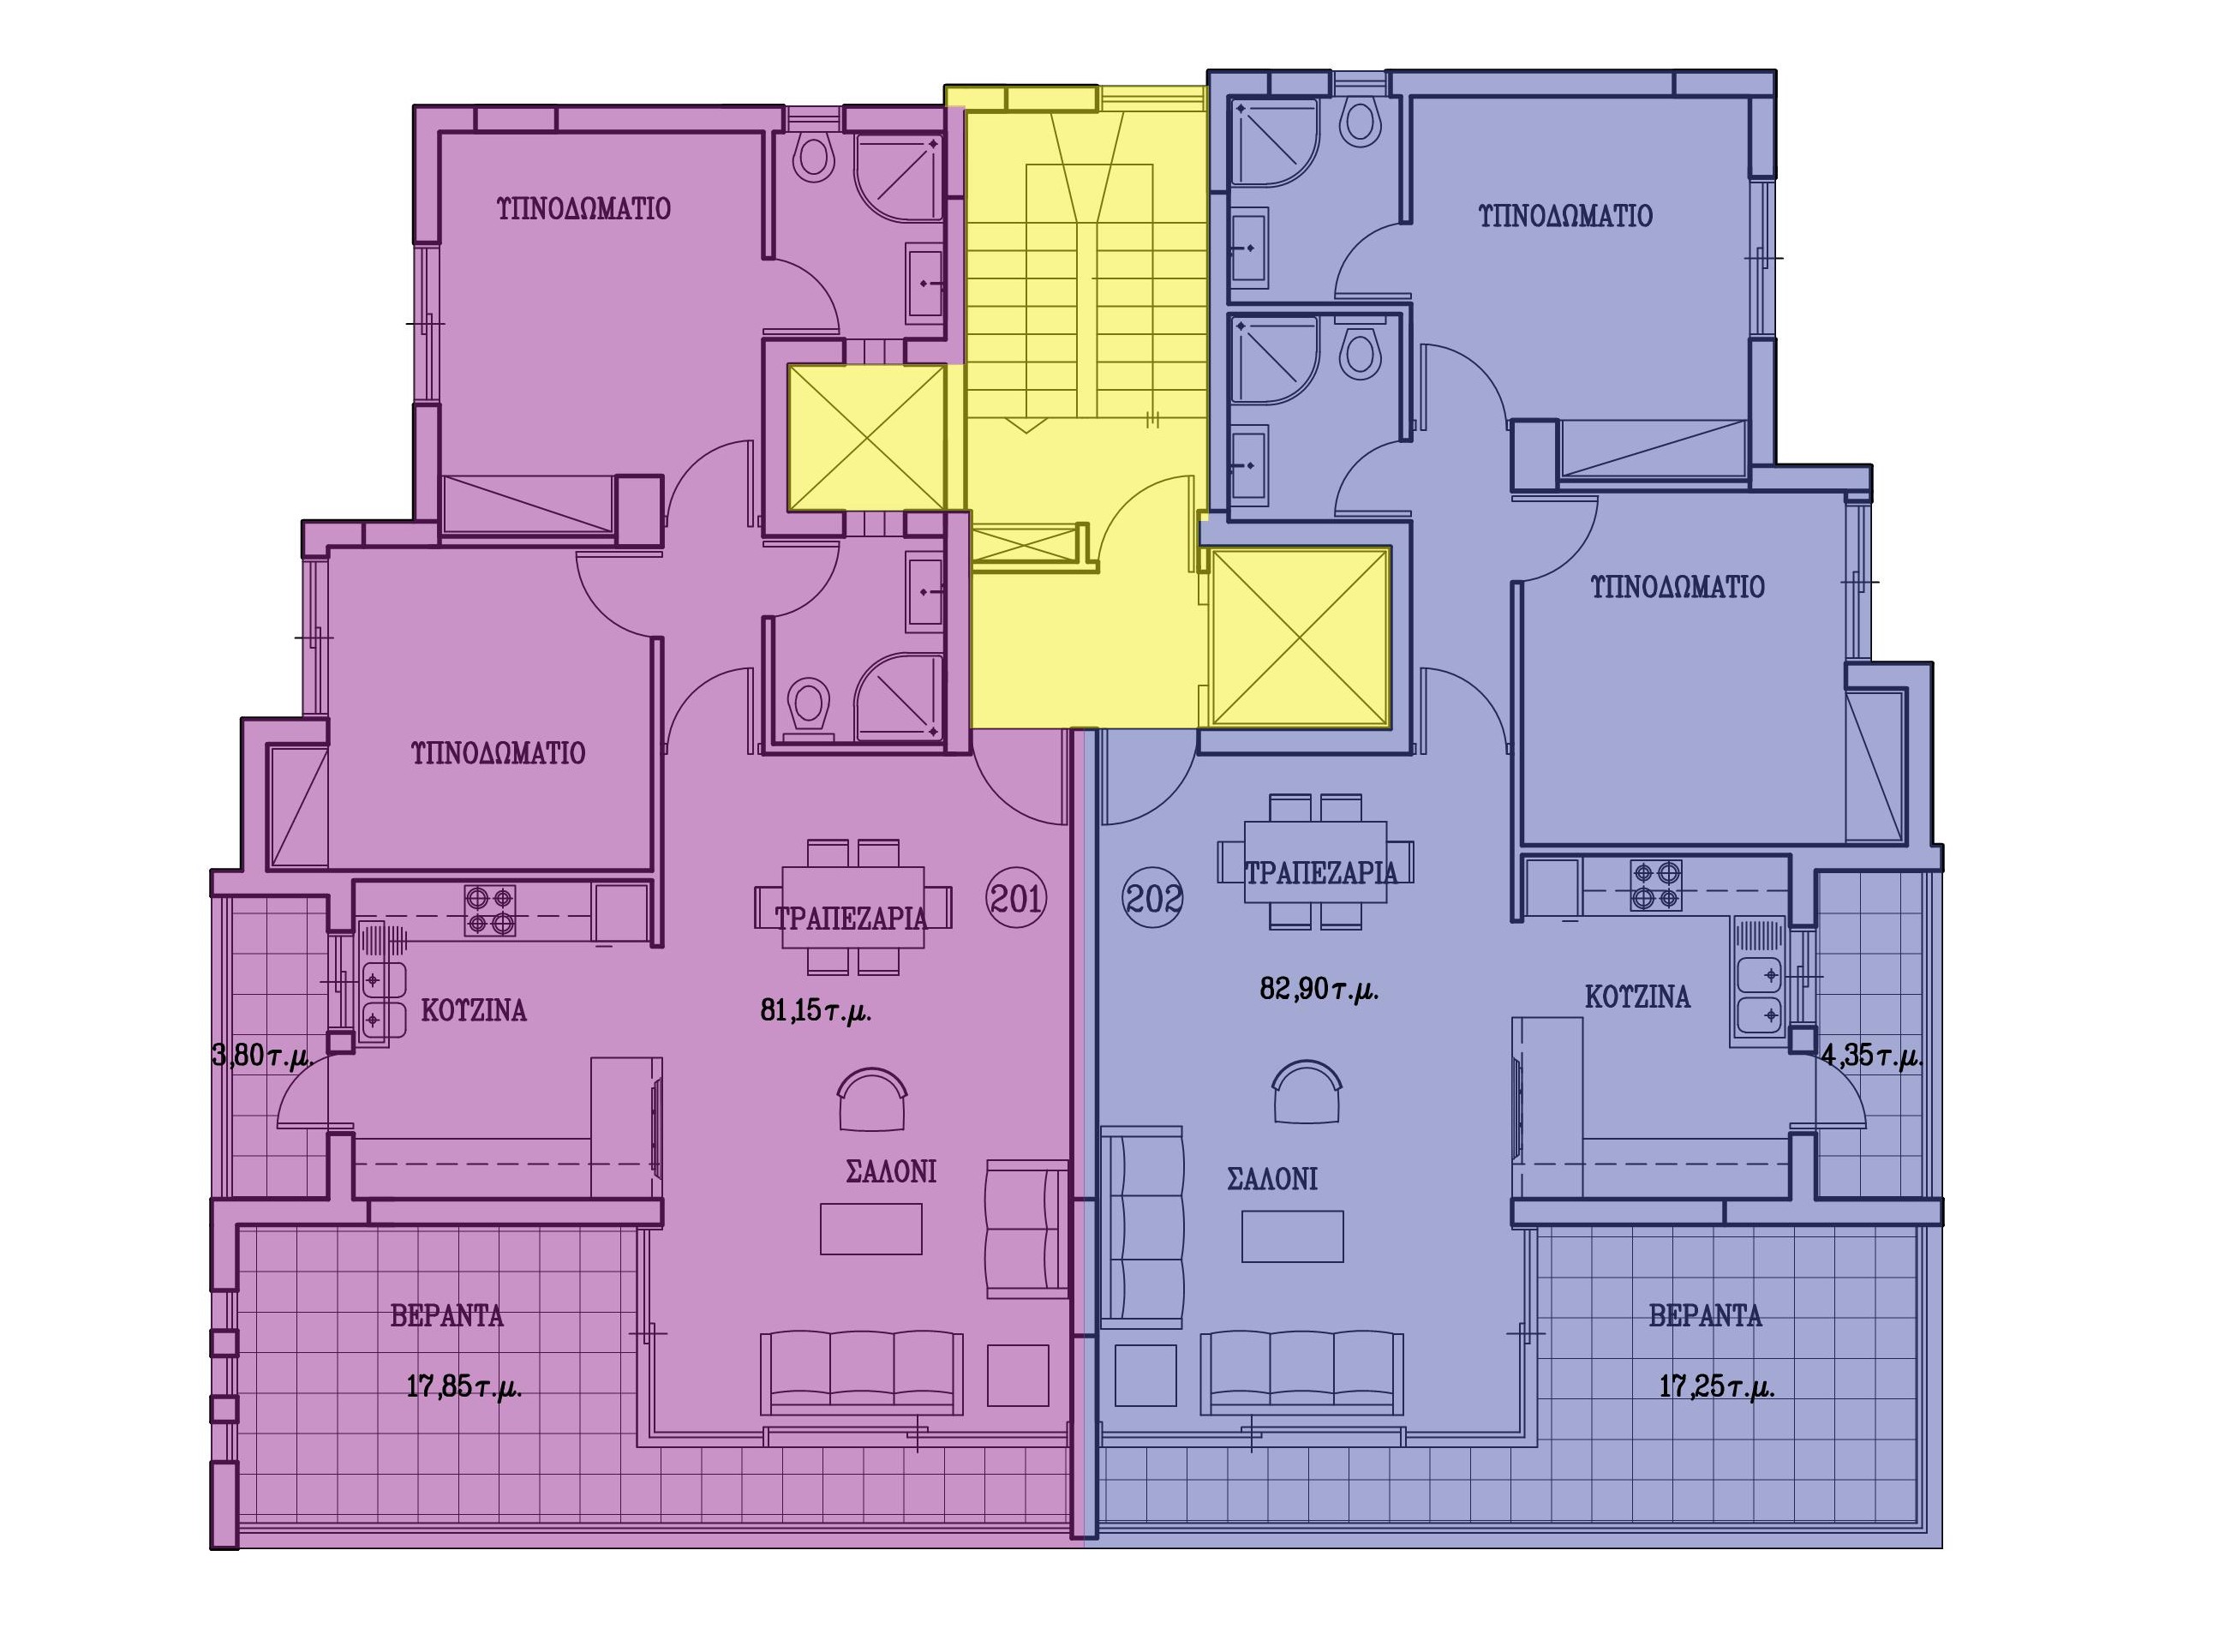 ΥΠΝΟΔΩΜΑΤΙΟ
ΥΠΝΟΔΩΜΑΤΙΟ
ΥΠΝΟΔΩΜΑΤΙΟ
ΥΠΝΟΔΩΜΑΤΙΟ
ΤΡΑΠΕΖΑΡΙΑ
201
202
ΤΡΑΠΕΖΑΡΙΑ
ΚΟΥΖΙΝΑ
81,15τ.μ.
82,90τ.μ.
ΚΟΥΖΙΝΑ
3,80τ.μ.
4,35τ.μ.
ΣΑΛΟΝΙ
ΣΑΛΟΝΙ
ΒΕΡΑΝΤΑ
ΒΕΡΑΝΤΑ
17,85τ.μ.
17,25τ.μ.